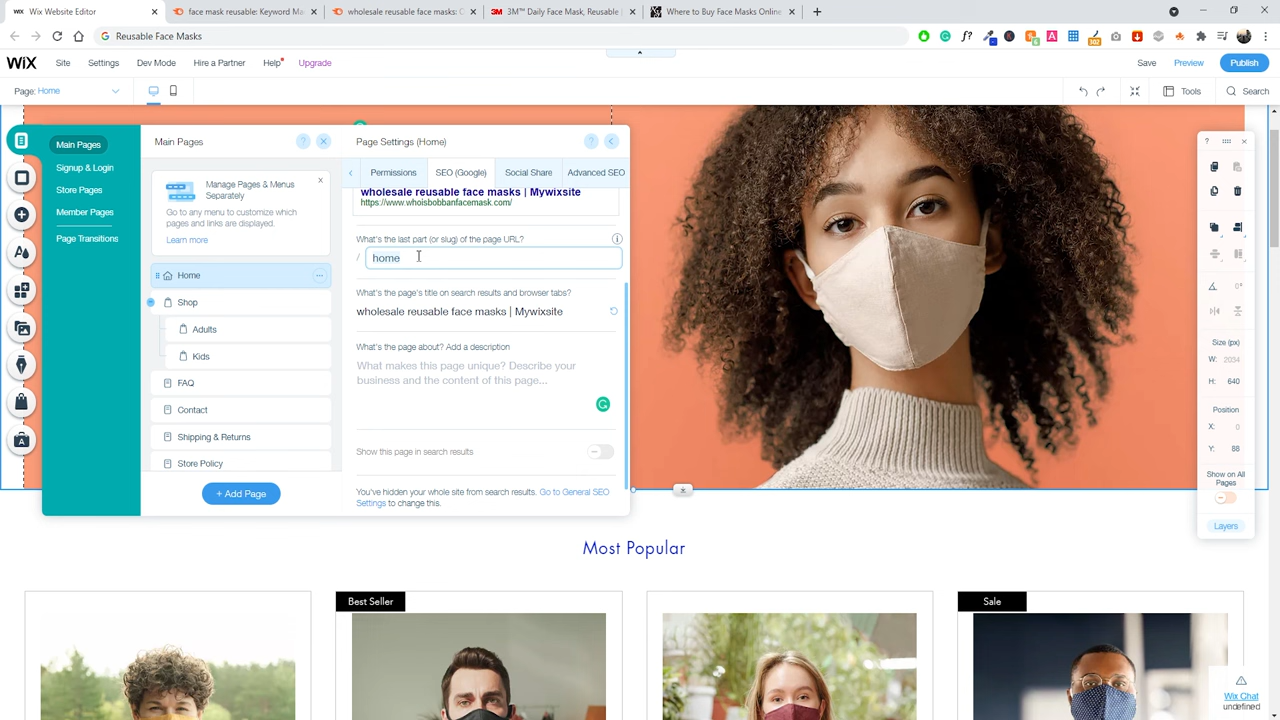 Wix Website Editor
face mask reusable: Keyword Ma
wholesale reusable face masks: C
3M 3M™ Daily Face Mask, Reusable |
Where to Buy Face Masks Online
Reusable Face Masks
WiX Site Settings Dev Mode Hire a Partner Help Upgrade Save Preview Publish
Page: Home Tools Search
Main Pages
Signup & Login
Store Pages
Member Pages
Page Transitions
Main Pages
Manage Pages & Menus
Separately
Go to any menu to customize which
pages and links are displayed.
Learn more
Home
Shop
Adults
Kids
FAQ
Contact
Shipping & Returns
Store Policy
+ Add Page
Page Settings (Home)
Permissions SEO (Google) Social Share Advanced SEO
wholesale reusable face masks | Mywixsite
https://www.whoisbobbanfacemask.com/
What's the last part (or slug) of the page URL?
/ home
What's the page's title on search results and browser tabs?
wholesale reusable face masks | Mywixsite
What's the page about? Add a description
What makes this page unique? Describe your
business and the content of this page...
Show this page in search results
You've hidden your whole site from search results. Go to General SEO
Settings to change this.
Size (px)
W: 2034
H: 640
Position
X: 0
Y: 88
Show on All
Pages
Layers
Most Popular
Best Seller
Sale
Wix Chat
undefined